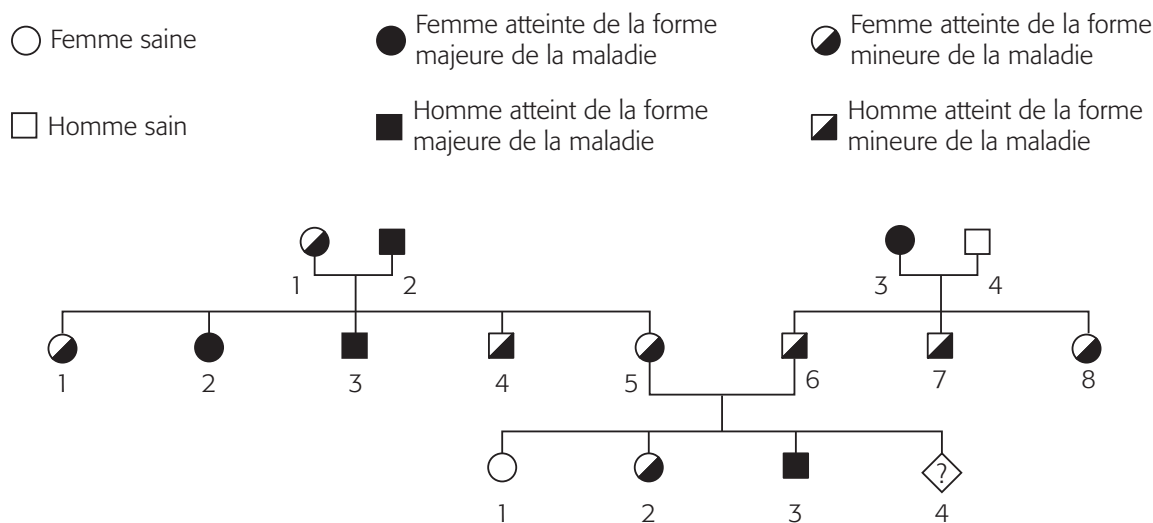 Femme saine
Femme atteinte de la forme
majeure de la maladie
Femme atteinte de la forme
mineure de la maladie
Homme sain
Homme atteint de la forme
majeure de la maladie
Homme atteint de la forme
mineure de la maladie
1 2 3 4
1 2 3 4 5 6 7 8
?
1 2 3 4